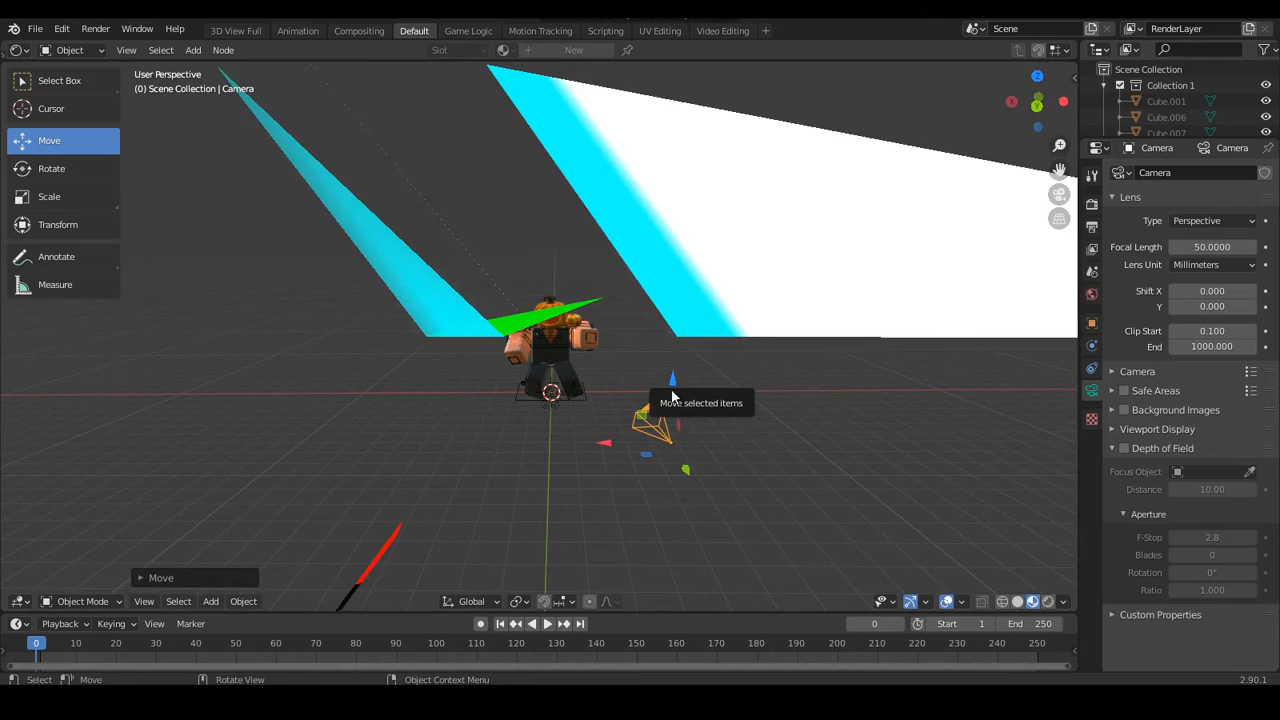 File Edit Render Window Help 3D View Full Animation Compositing Default Game Logic Motion Tracking Scripting UV Editing Video Editing + Scene RenderLayer
Object View Select Add Node Slot New
Select Box
Cursor
Move
Rotate
Scale
Transform
Annotate
Measure
User Perspective
(0) Scene Collection | Camera
Z
X
Y
Move selected items
Move
Scene Collection
Collection 1
Cube.001
Cube.006
Cube.007
Camera Camera
Camera
Lens
Type Perspective
Focal Length 50.0000
Lens Unit Millimeters
Shift X 0.000
Y 0.000
Clip Start 0.100
End 1000.000
Camera
Safe Areas
Background Images
Viewport Display
Depth of Field
Focus Object
Distance 10.00
Aperture
F-Stop 2.8
Blades 0
Rotation 0°
Ratio 1.000
Custom Properties
Object Mode View Select Add Object Global
Playback Keying View Marker 0 Start 1 End 250
0 10 20 30 40 50 60 70 80 90 100 110 120 130 140 150 160 170 180 190 200 210 220 230 240 250
Select Move Rotate View Object Context Menu 2.90.1